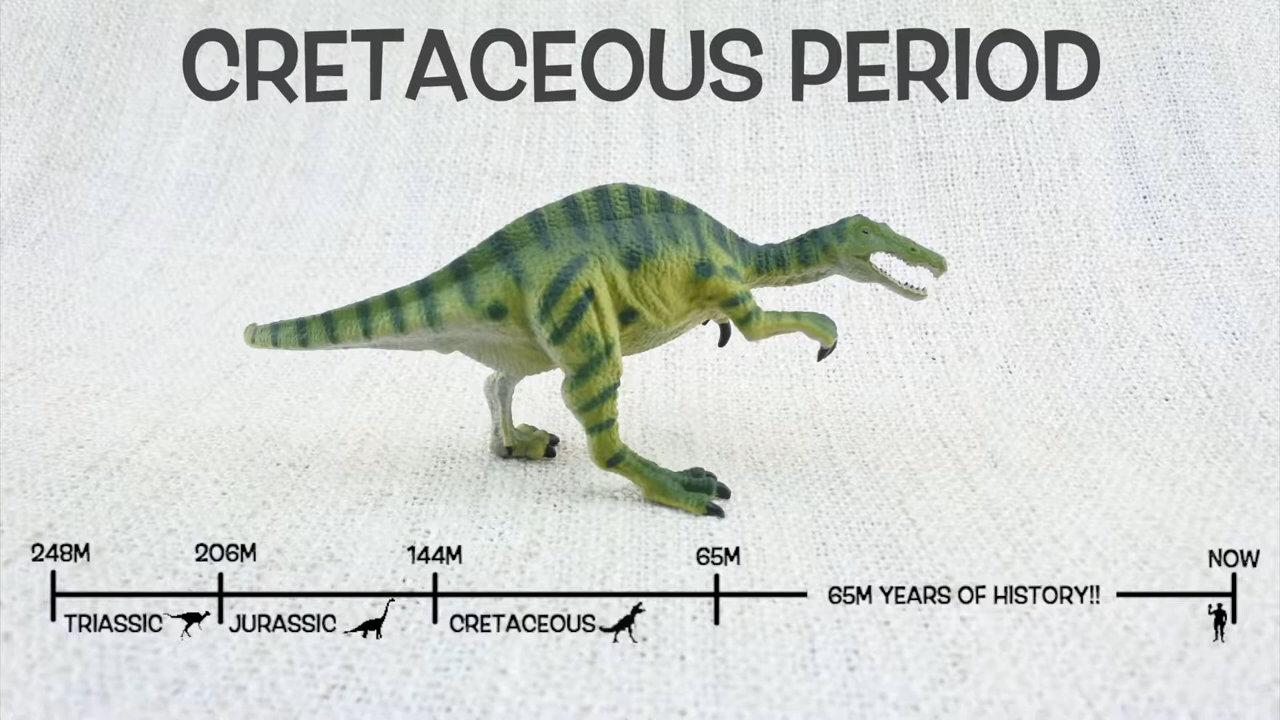 CRETACEOUS PERIOD
248M 206M 144M 65M NOW
65M YEARS OF HISTORY!!
TRIASSIC JURASSIC CRETACEOUS